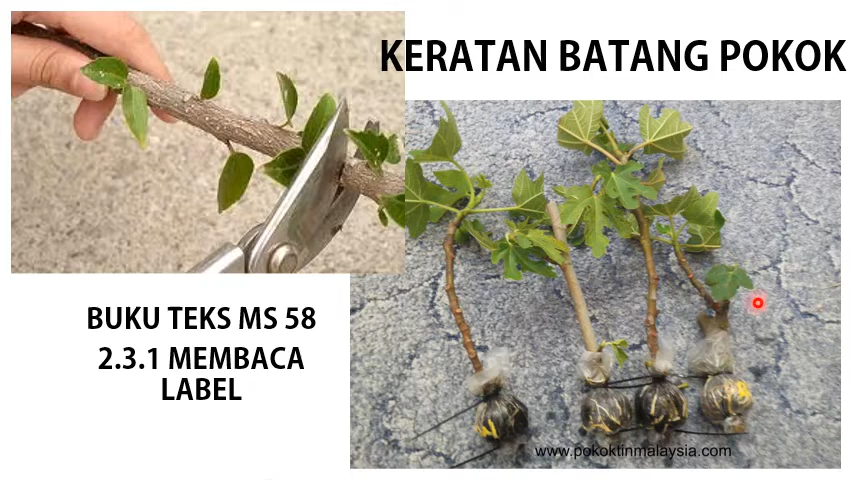 KERATAN BATANG POKOK
BUKU TEKS MS 58
2.3.1 MEMBACA
LABEL
www.pokoktinmalaysia.com